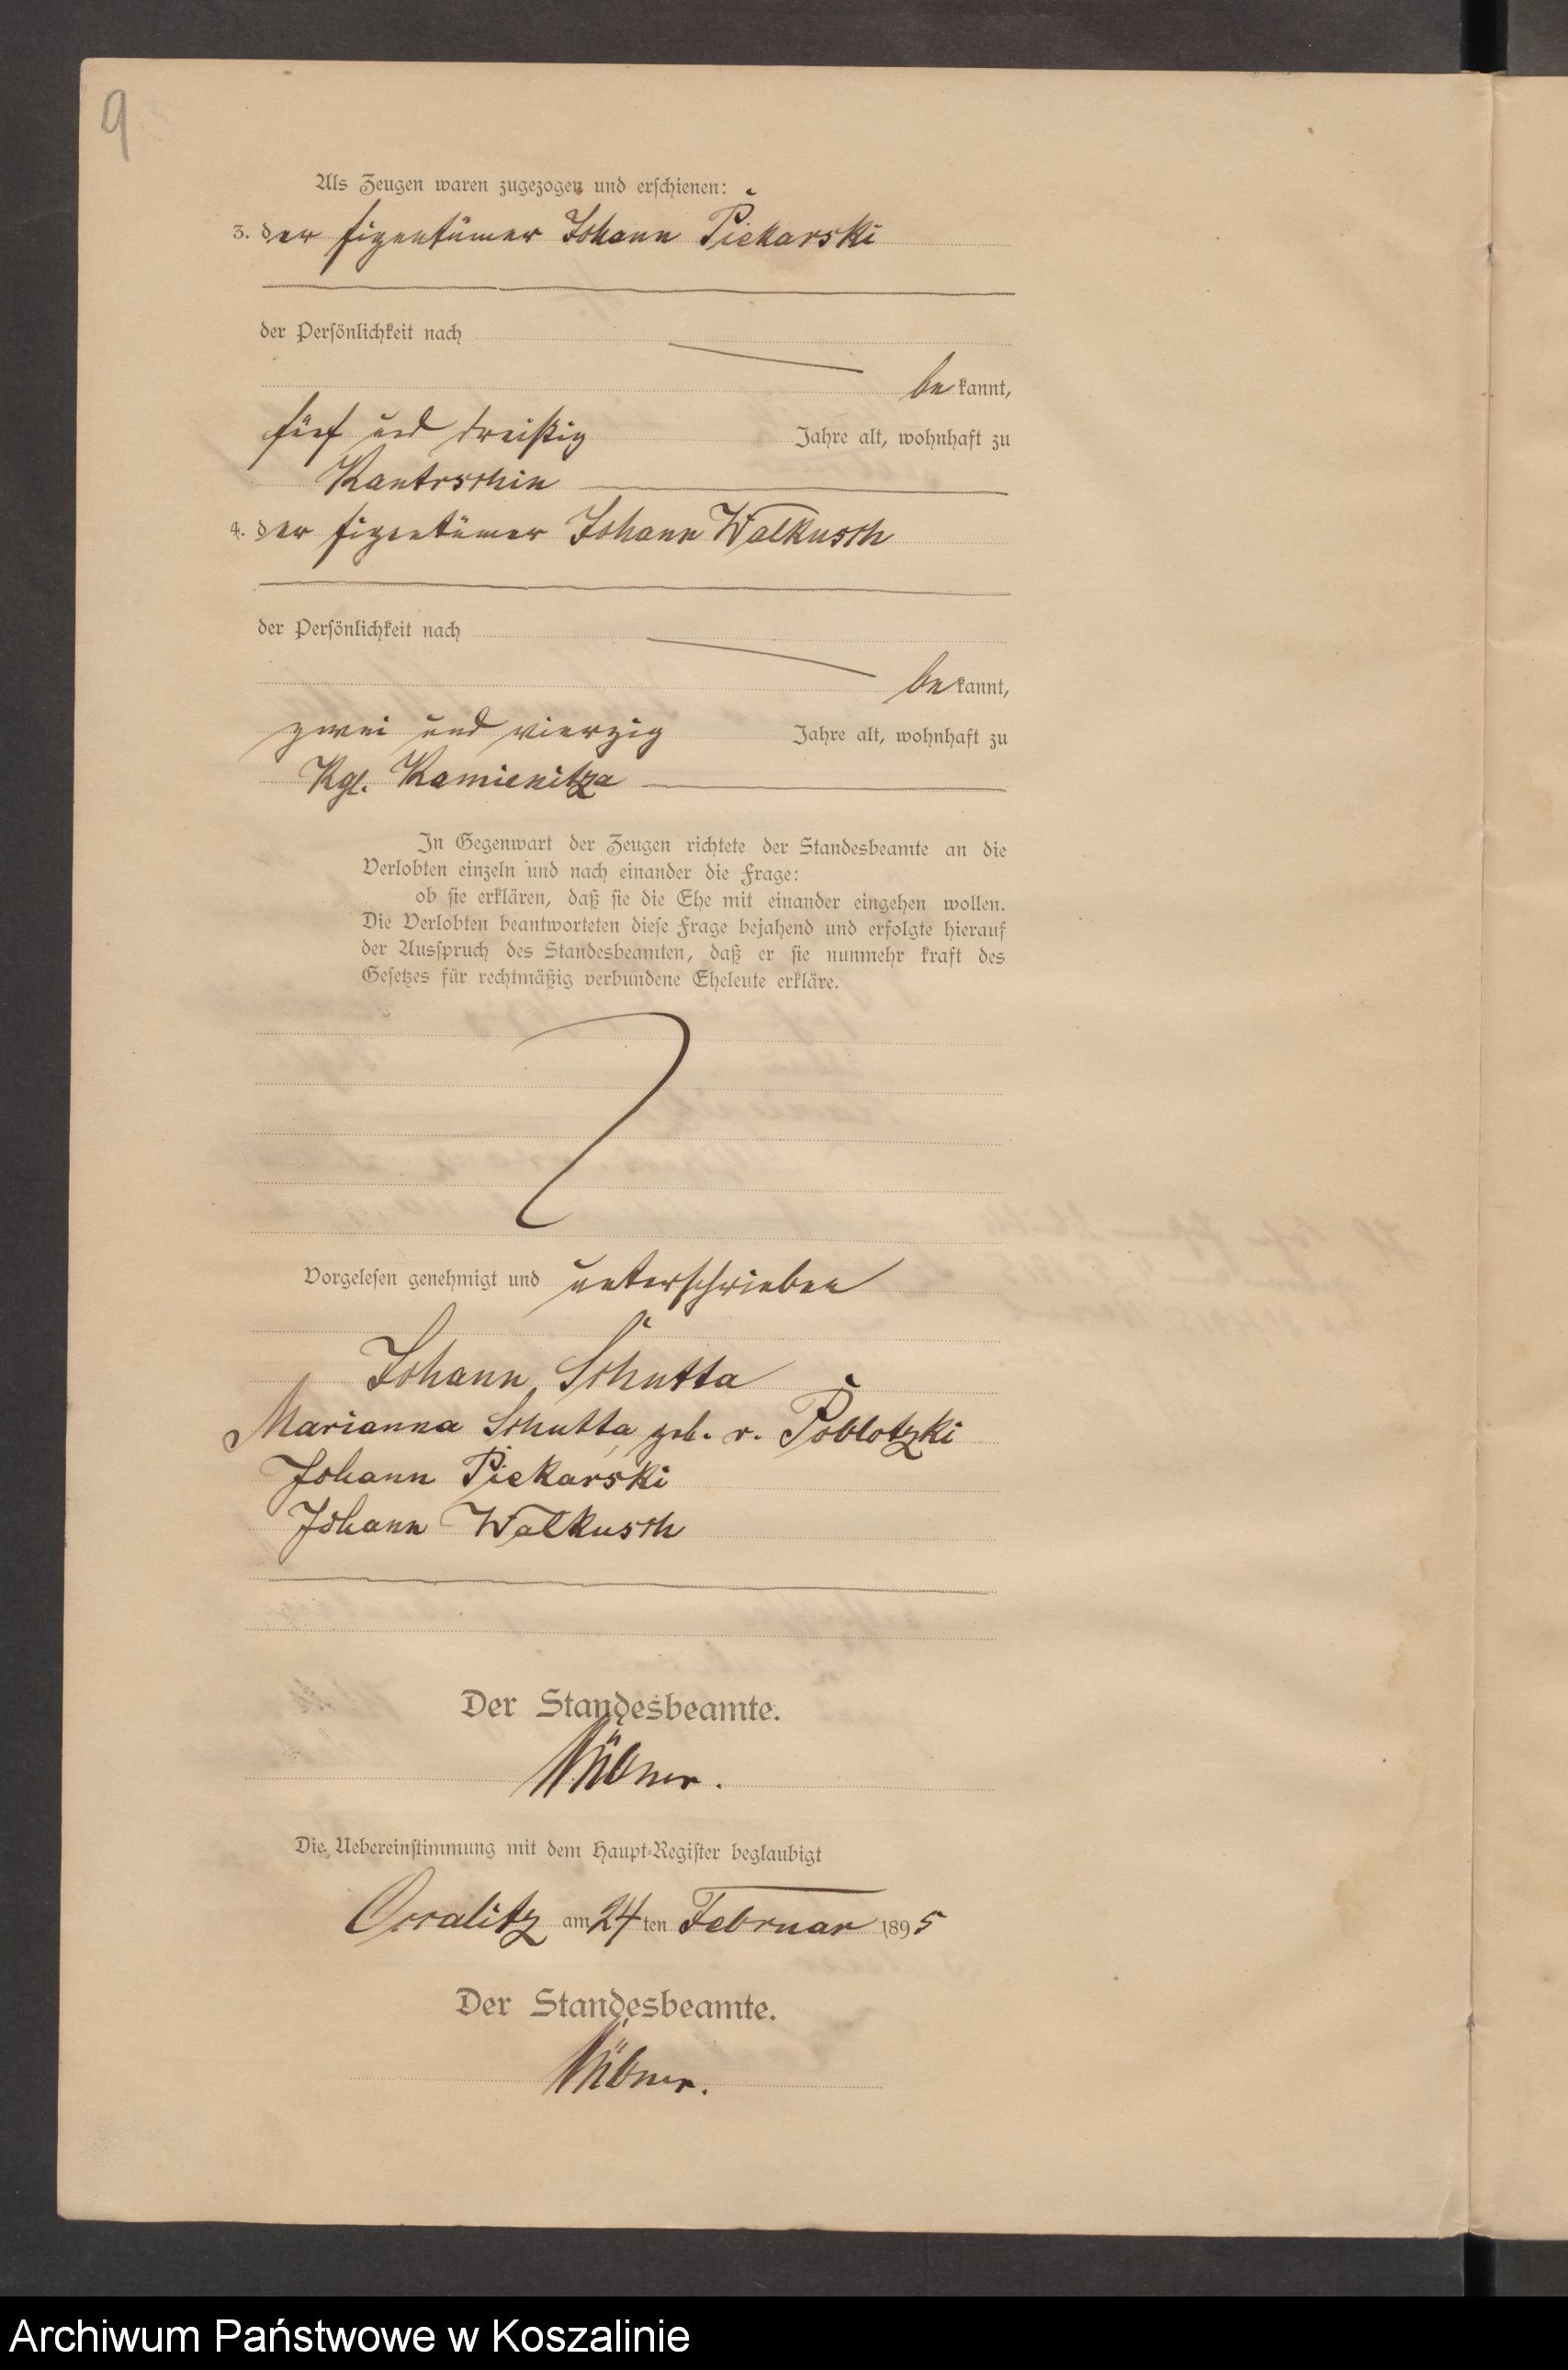 9
Als Zeugen waren zugezogen und erschienen:
3. der Eigentümer Johann Piekarski
der Persönlichkeit nach
bekannt,
fünf und dreißig Jahre alt, wohnhaft zu
Kantrschin
4. der Eigentümer Johann Walkusch
der Persönlichkeit nach
bekannt,
zwei und vierzig Jahre alt, wohnhaft zu
Kgl. Kamienitza
In Gegenwart der Zeugen richtete der Standesbeamte an die
Verlobten einzeln und nach einander die Frage:
ob sie erklären, daß sie die Ehe mit einander eingehen wollen.
Die Verlobten beantworteten diese Frage bejahend und erfolgte hierauf
der Ausspruch des Standesbeamten, daß er sie nunmehr kraft des
Gesetzes für rechtmäßig verbundene Eheleute erkläre.
Vorgelesen genehmigt und unterschrieben
Johann Schutta
Marianna Schutta geb. v. Poblotzki
Johann Piekarski
Johann Walkusch
Der Standesbeamte.
Die Uebereinstimmung mit dem Haupt-Register beglaubigt
am 24ten Februar 1895
Der Standesbeamte.
Archiwum Państwowe w Koszalinie